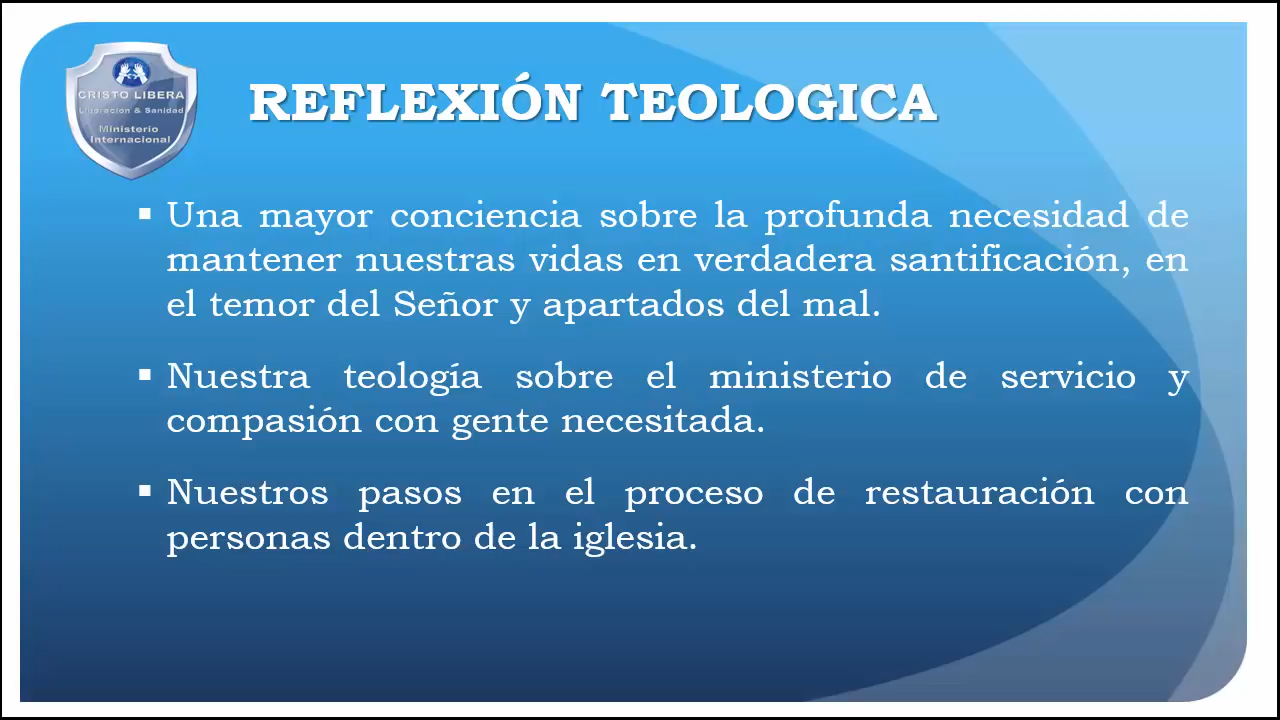 CRISTO LIBERA
Liberación & Sanidad
Ministerio
Internacional
REFLEXIÓN TEOLOGICA
▪ Una mayor conciencia sobre la profunda necesidad de
mantener nuestras vidas en verdadera santificación, en
el temor del Señor y apartados del mal.
▪ Nuestra teología sobre el ministerio de servicio y
compasión con gente necesitada.
▪ Nuestros pasos en el proceso de restauración con
personas dentro de la iglesia.